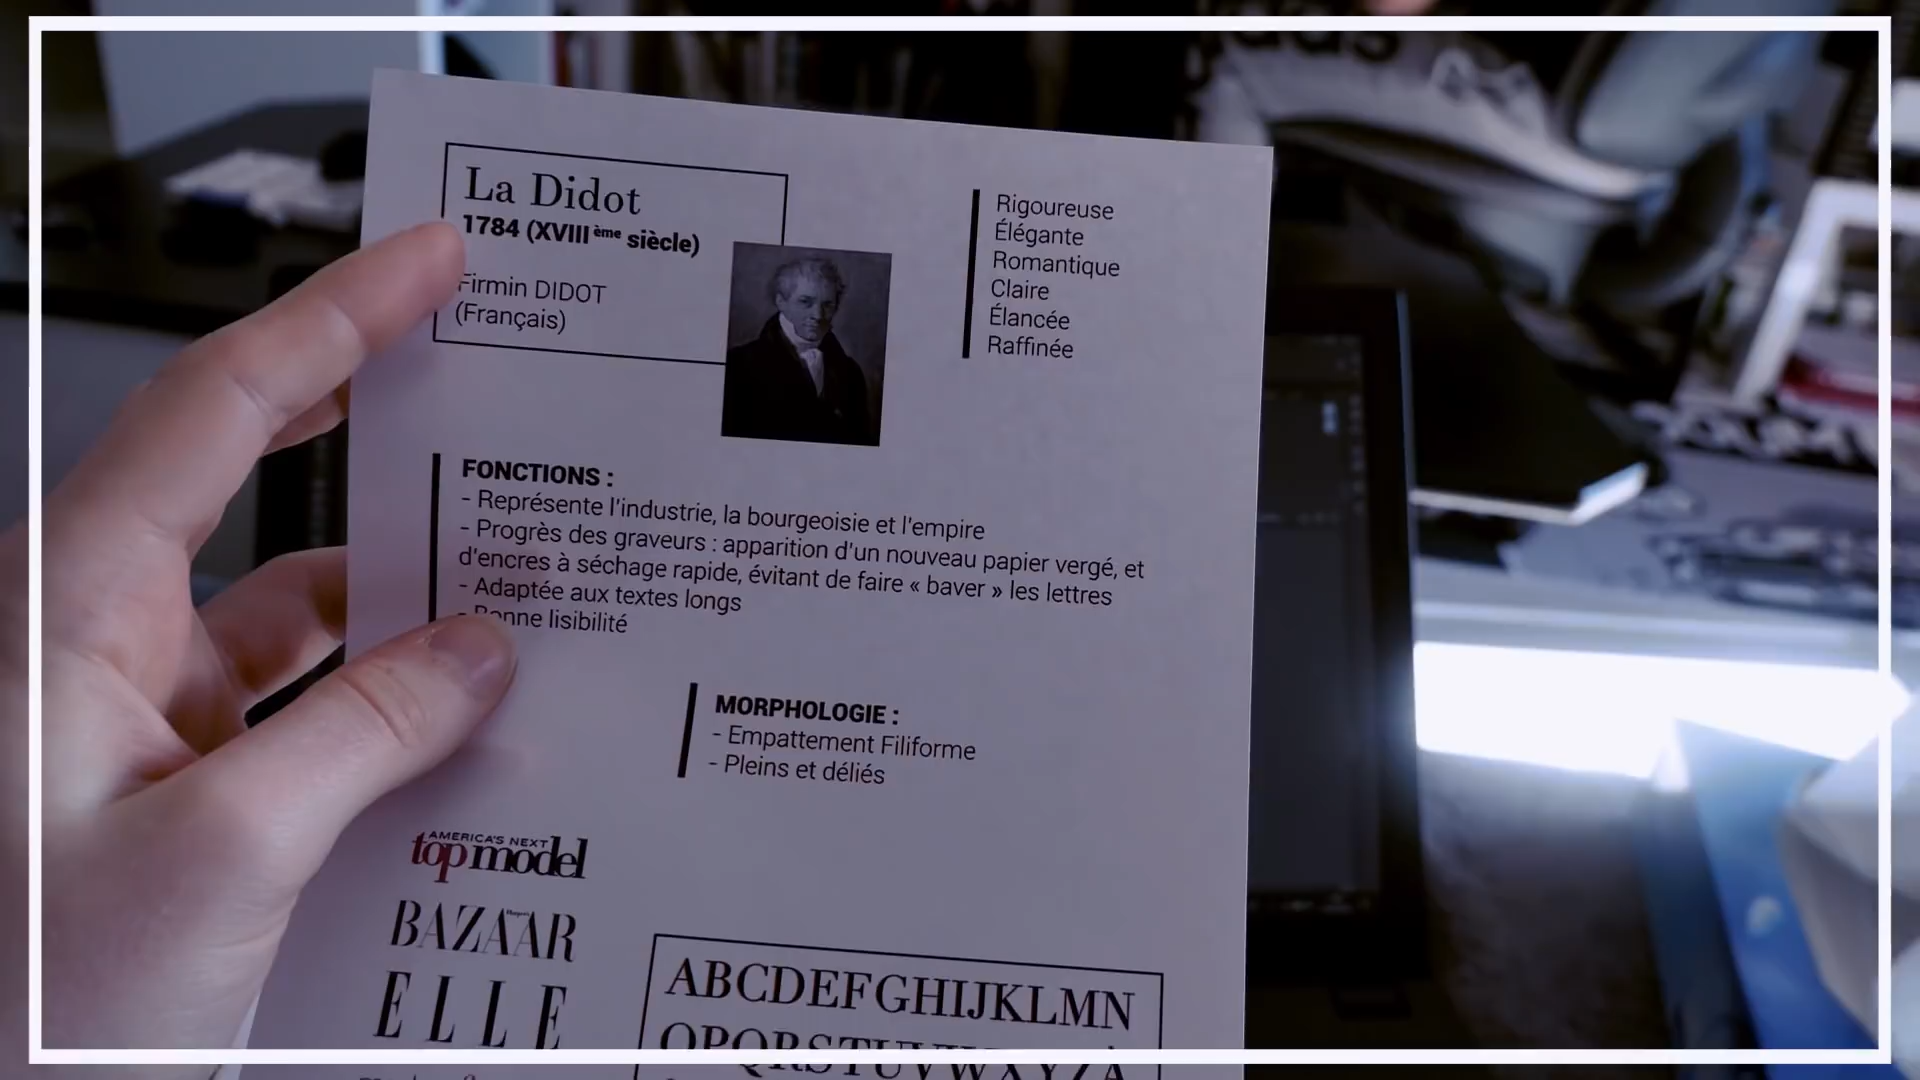 La Didot
1784 (XVIII ème siècle)
Firmin DIDOT
(Français)
Rigoureuse
Élégante
Romantique
Claire
Élancée
Raffinée
FONCTIONS :
- Représente l'industrie, la bourgeoisie et l'empire
- Progrès des graveurs : apparition d'un nouveau papier vergé, et
d'encres à séchage rapide, évitant de faire « baver » les lettres
- Adaptée aux textes longs
- Bonne lisibilité
MORPHOLOGIE :
- Empattement Filiforme
- Pleins et déliés
AMERICA'S NEXT
top model
Harper's
BAZAAR
ELLE
ABCDEFGHIJKLMN
OPQRSTUVWXYZÀ